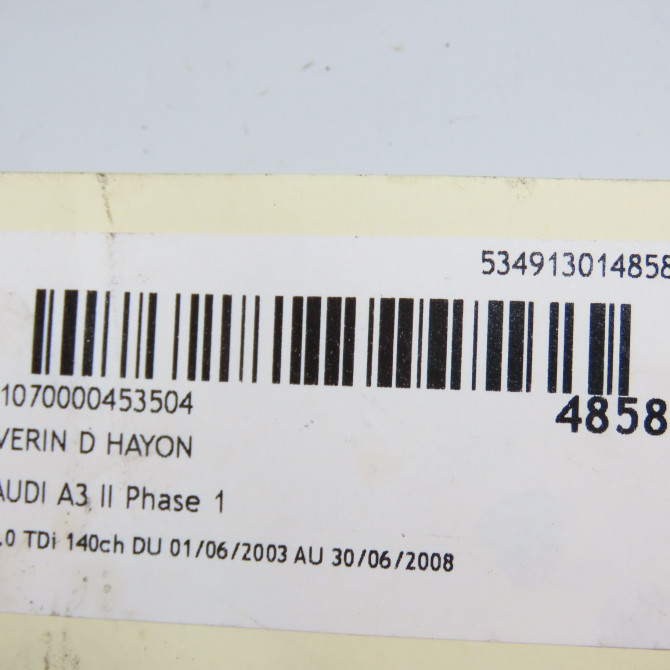 534913014858
1070000453504
4858
VERIN D HAYON
AUDI A3 II Phase 1
.0 TDi 140ch DU 01/06/2003 AU 30/06/2008